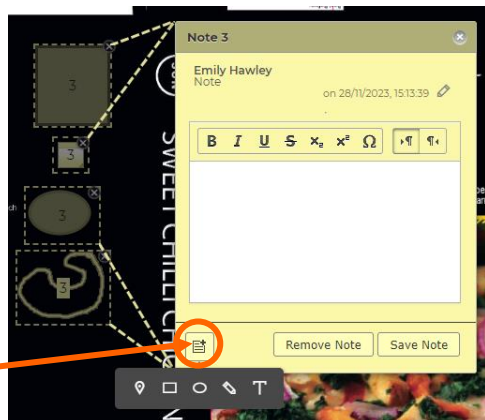 Note 3
Emily Hawley
Note
on 28/11/2023, 15:13:39
B I U S x₂ x² Ω ▸¶ ¶◂
3
3
3
3
SWEET CHILLI CH
Remove Note
Save Note
T